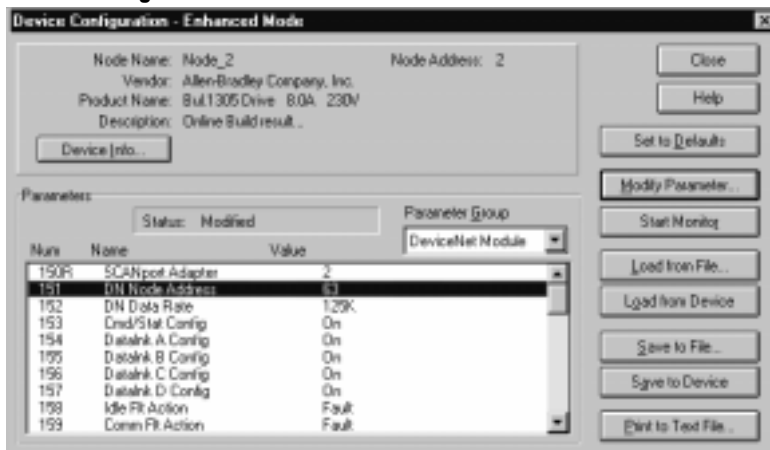 Device Configuration - Enhanced Mode
Node Name: Node_2 Node Address: 2
Vendor: Allen-Bradley Company, Inc.
Product Name: Bul.1305 Drive 8.0A 230V
Description: Online Build result...
Device Info...
Close
Help
Set to Defaults
Modify Parameter...
Start Monitor
Load from File...
Load from Device
Save to File...
Save to Device
Print to Text File...
Parameters
Status: Modified
Parameter Group
DeviceNet Module
Num Name Value
150R SCANport Adapter 2
151 DN Node Address 63
152 DN Data Rate 125K
153 Cmd/Stat Config On
154 Datalnk A Config On
155 Datalnk B Config On
156 Datalnk C Config On
157 Datalnk D Config On
158 Idle Flt Action Fault
159 Comm Flt Action Fault